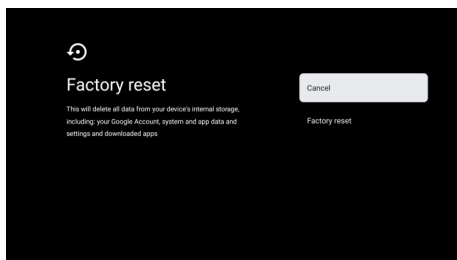 Factory reset
This will delete all data from your device's internal storage,
including: your Google Account, system and app data and
settings and downloaded apps
Cancel
Factory reset